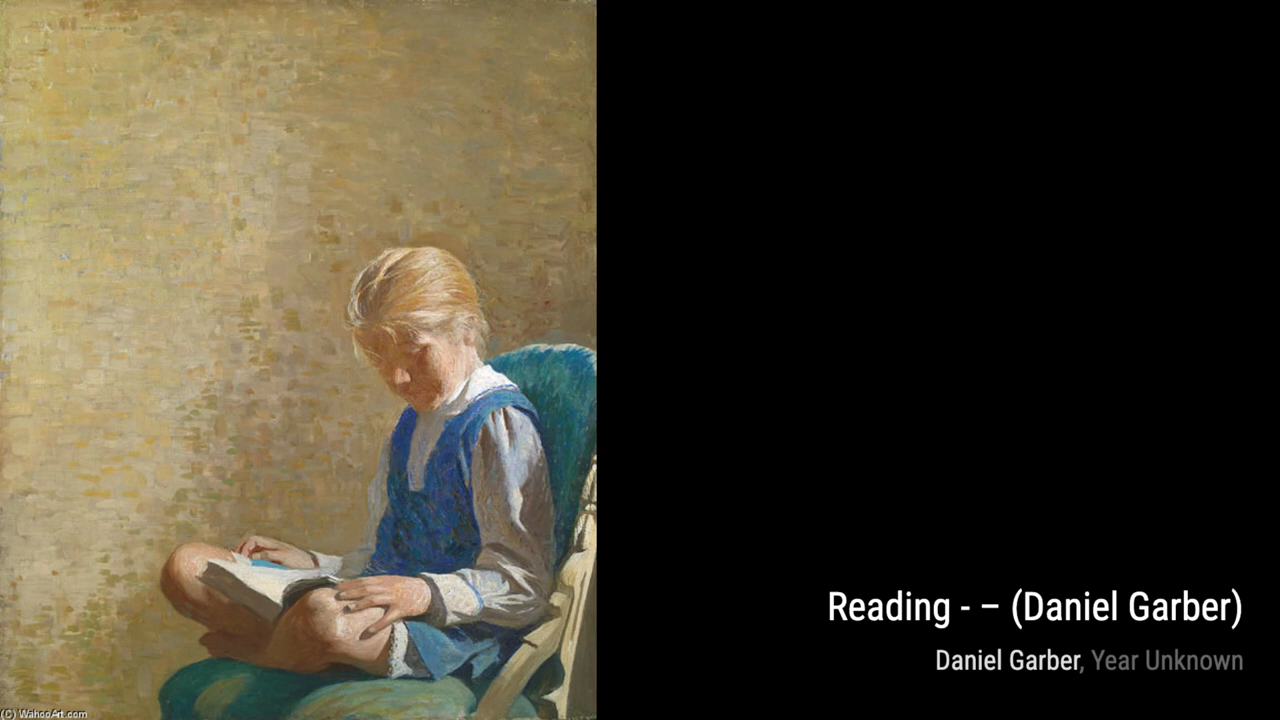 Reading - – (Daniel Garber)
Daniel Garber, Year Unknown
(C) WahooArt.com